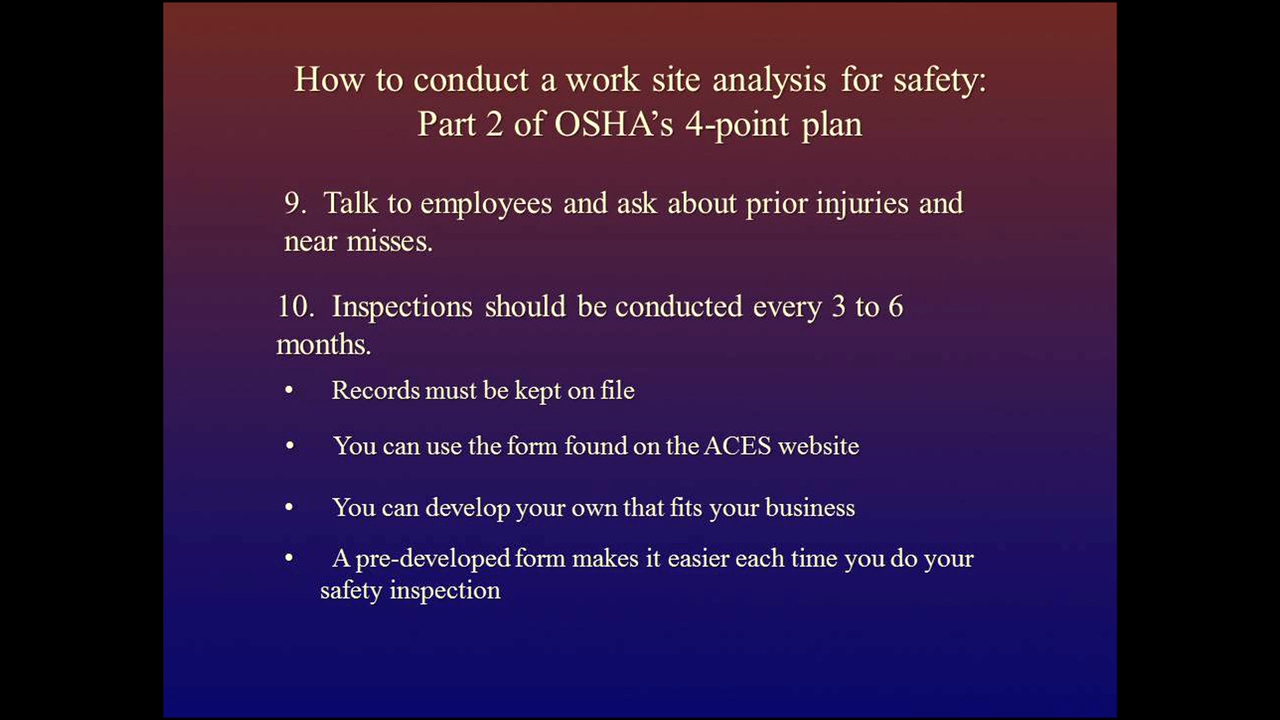 How to conduct a work site analysis for safety:
Part 2 of OSHA’s 4-point plan
9. Talk to employees and ask about prior injuries and
near misses.
10. Inspections should be conducted every 3 to 6
months.
• Records must be kept on file
• You can use the form found on the ACES website
• You can develop your own that fits your business
• A pre-developed form makes it easier each time you do your
safety inspection